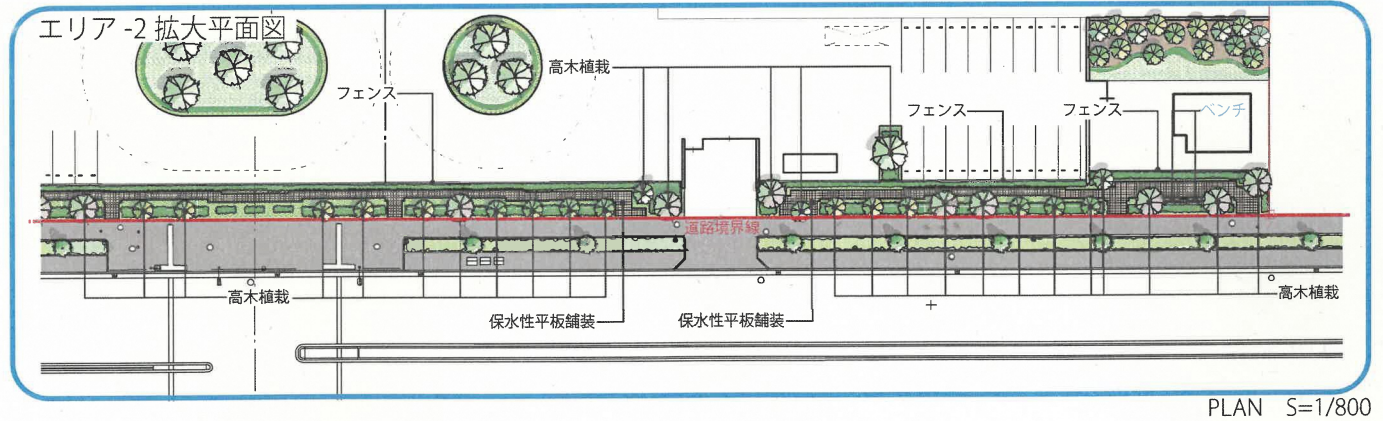 エリア -2 拡大平面図
高木植栽
フェンス
フェンス
フェンス
ベンチ
道路境界線
高木植栽
高木植栽
保水性平板舗装
保水性平板舗装
PLAN S=1/800